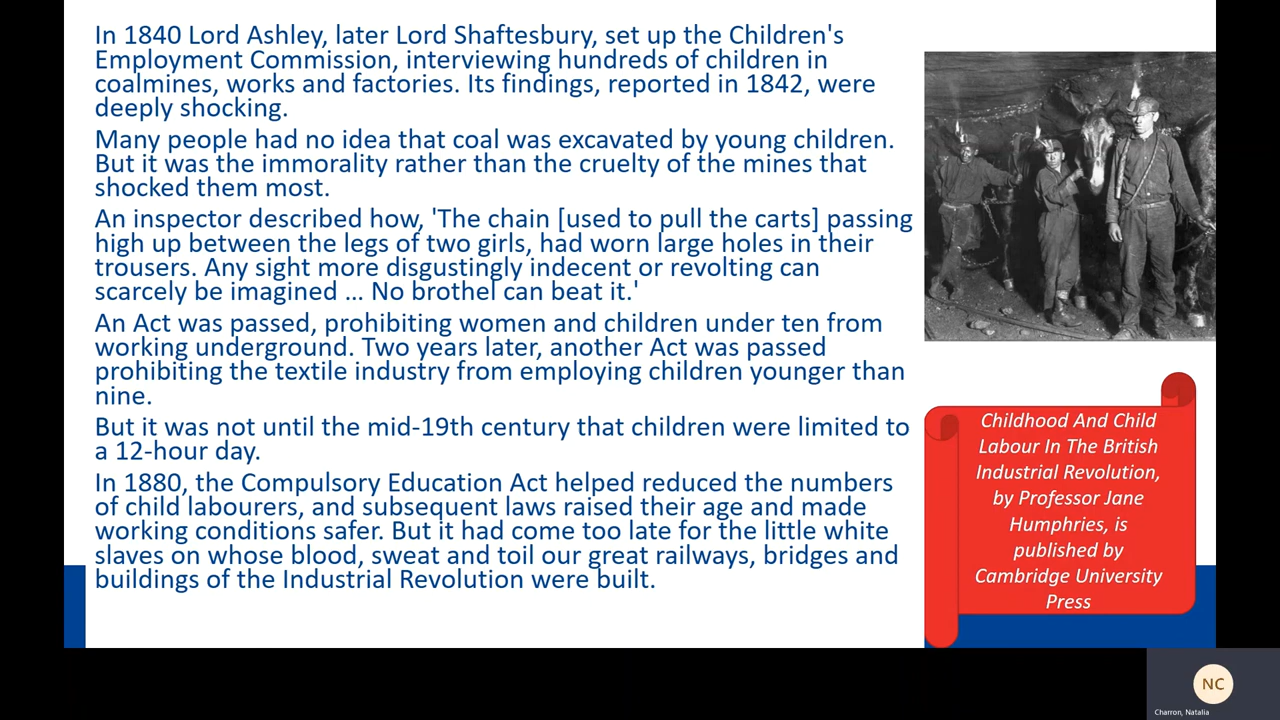 In 1840 Lord Ashley, later Lord Shaftesbury, set up the Children's
Employment Commission, interviewing hundreds of children in
coalmines, works and factories. Its findings, reported in 1842, were
deeply shocking.
Many people had no idea that coal was excavated by young children.
But it was the immorality rather than the cruelty of the mines that
shocked them most.
An inspector described how, 'The chain [used to pull the carts] passing
high up between the legs of two girls, had worn large holes in their
trousers. Any sight more disgustingly indecent or revolting can
scarcely be imagined … No brothel can beat it.'
An Act was passed, prohibiting women and children under ten from
working underground. Two years later, another Act was passed
prohibiting the textile industry from employing children younger than
nine.
But it was not until the mid-19th century that children were limited to
a 12-hour day.
In 1880, the Compulsory Education Act helped reduced the numbers
of child labourers, and subsequent laws raised their age and made
working conditions safer. But it had come too late for the little white
slaves on whose blood, sweat and toil our great railways, bridges and
buildings of the Industrial Revolution were built.
Childhood And Child
Labour In The British
Industrial Revolution,
by Professor Jane
Humphries, is
published by
Cambridge University
Press
NC
Charron, Natalia